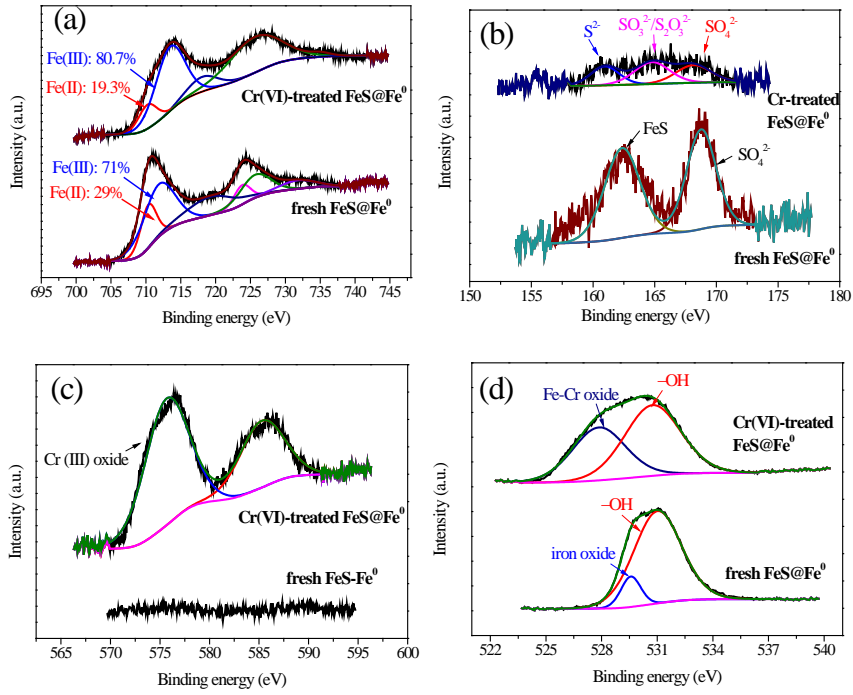 (a)
Fe(III): 80.7%
Fe(II): 19.3%
Cr(VI)-treated FeS@Fe⁰
Fe(III): 71%
Fe(II): 29%
fresh FeS@Fe⁰
Intensity (a.u.)
695 700 705 710 715 720 725 730 735 740 745
Binding energy (eV)
(b)
S²⁻
SO₃²⁻/S₂O₃²⁻
SO₄²⁻
Cr-treated
FeS@Fe⁰
FeS
SO₄²⁻
fresh FeS@Fe⁰
Intensity (a.u.)
150 155 160 165 170 175 180
Binding energy (eV)
(c)
Cr (III) oxide
Cr(VI)-treated FeS@Fe⁰
fresh FeS-Fe⁰
Intensity (a.u.)
565 570 575 580 585 590 595 600
Binding energy (eV)
(d)
Fe-Cr oxide
–OH
Cr(VI)-treated
FeS@Fe⁰
–OH
iron oxide
fresh FeS@Fe⁰
Intensity (a.u.)
522 525 528 531 534 537 540
Binding energy (eV)